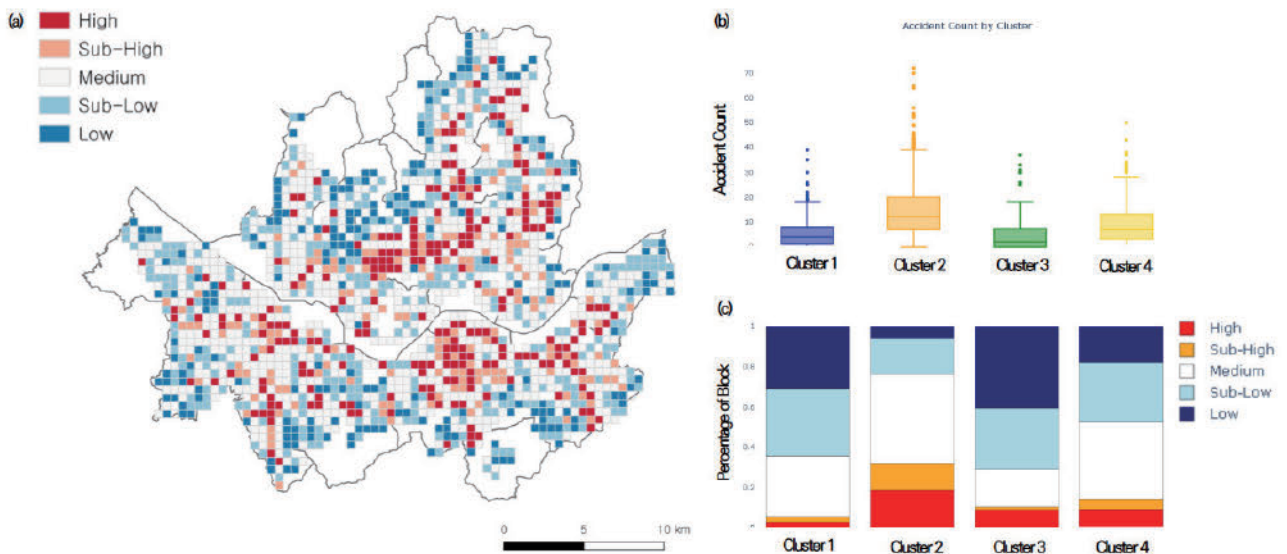 (a)
High
Sub-High
Medium
Sub-Low
Low
0 5 10 km
(b)
Accident Count by Cluster
Accident Count
70
60
50
40
30
20
10
Cluster 1 Cluster 2 Cluster 3 Cluster 4
(c)
Percentage of Block
1
0.8
0.6
0.4
0.2
0
Cluster 1 Cluster 2 Cluster 3 Cluster 4
High
Sub-High
Medium
Sub-Low
Low